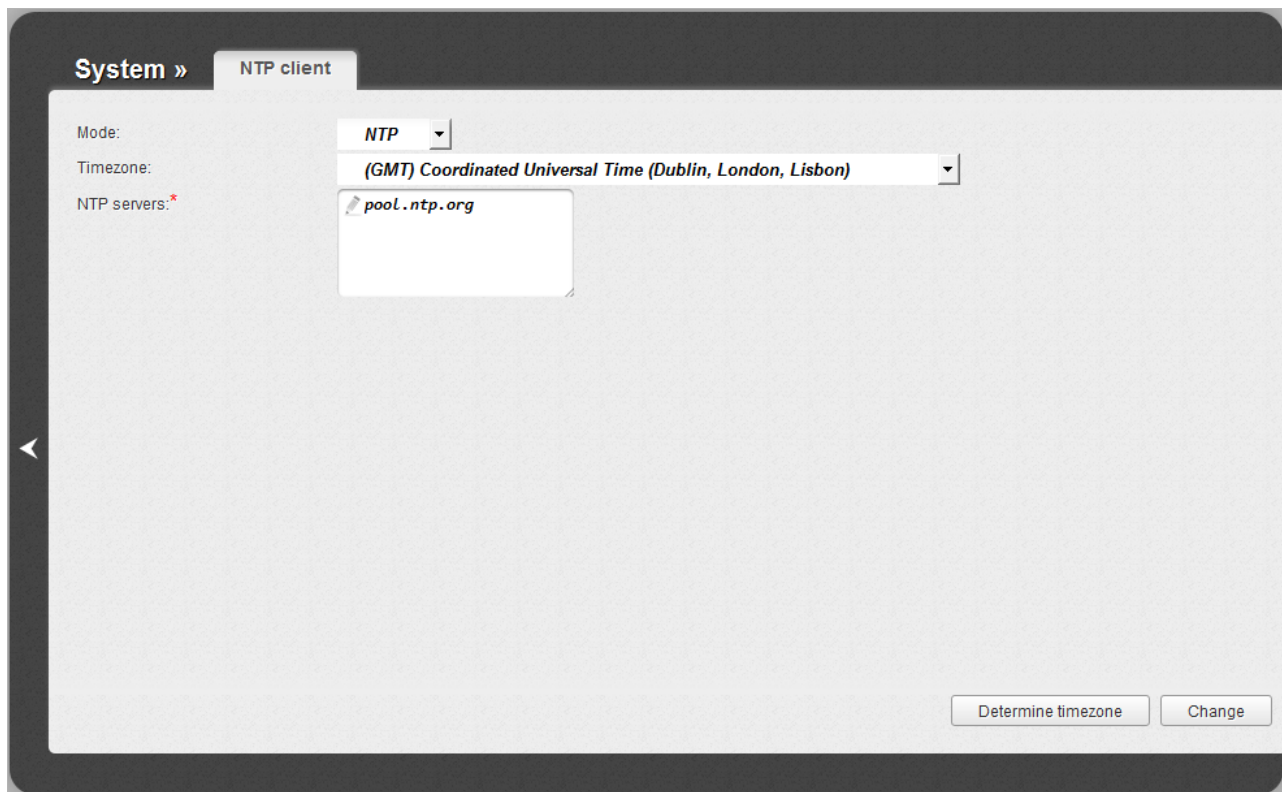 System » NTP client
Mode: NTP
Timezone: (GMT) Coordinated Universal Time (Dublin, London, Lisbon)
NTP servers:* pool.ntp.org
Determine timezone Change